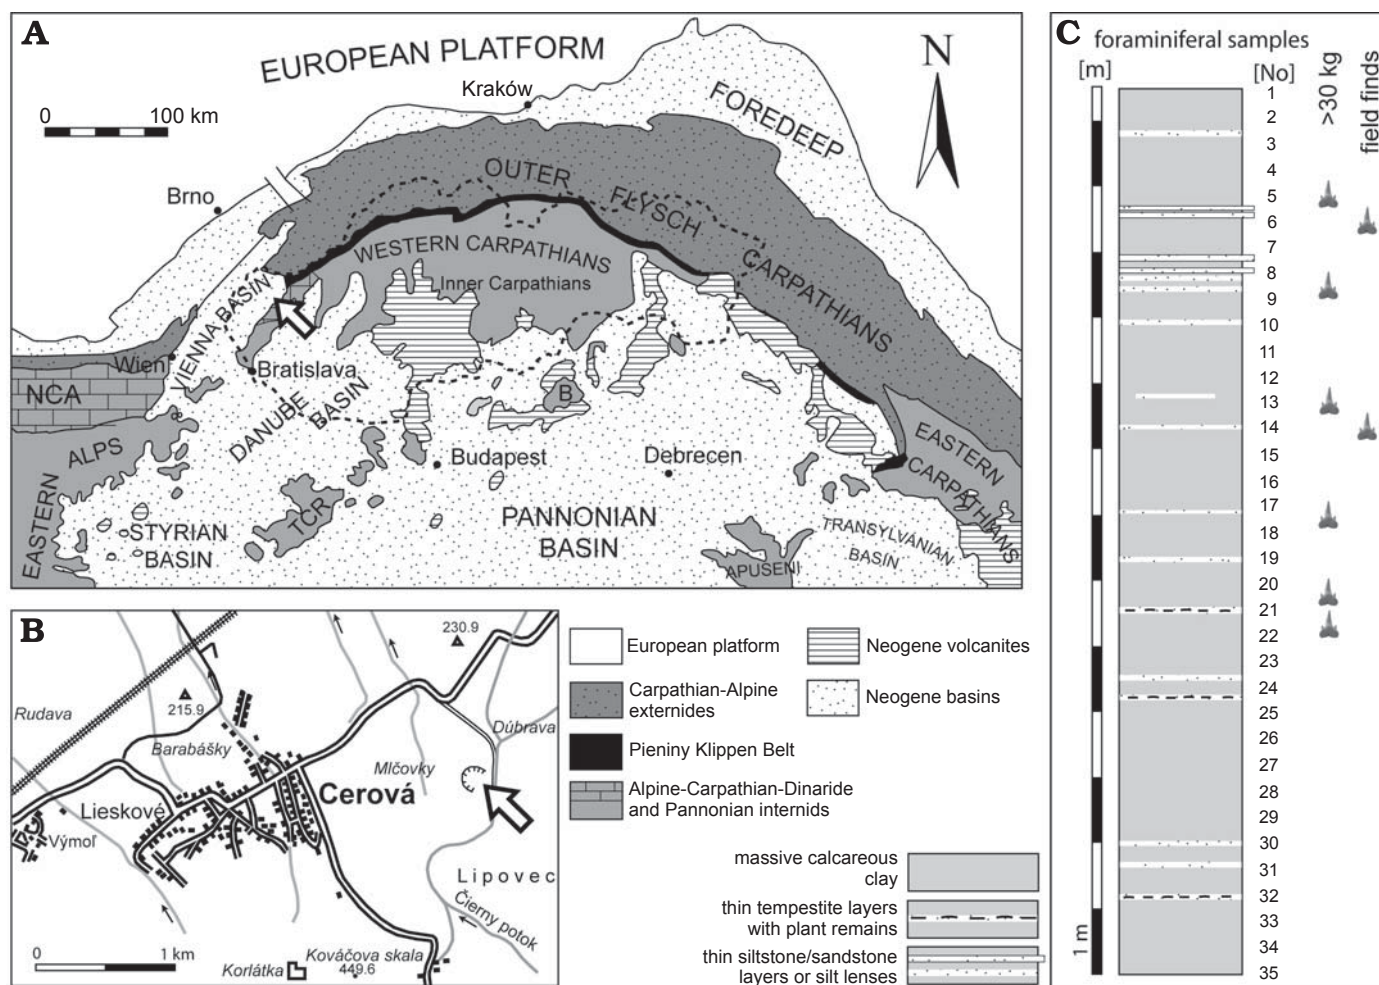 A
EUROPEAN PLATFORM
Kraków
N
0 100 km
FOREDEEP
OUTER
FLYSCH
CARPATHIANS
Brno
WESTERN CARPATHIANS
Inner Carpathians
VIENNA BASIN
Wien
Bratislava
NCA
DANUBE
BASIN
B
EASTERN
CARPATHIANS
ALPS
EASTERN
Budapest
Debrecen
TCR
STYRIAN
BASIN
PANNONIAN
BASIN
TRANSYLVANIAN
BASIN
APUSENI
B
230.9
215.9
Rudava
Barabášky
Dúbrava
Mlčovky
Cerová
Lieskové
Výmoľ
Lipovec
Čierny potok
0 1 km
Kováčova skala
449.6
Korlátka
European platform
Neogene volcanites
Carpathian-Alpine
externides
Neogene basins
Pieniny Klippen Belt
Alpine-Carpathian-Dinaride
and Pannonian internids
massive calcareous
clay
thin tempestite layers
with plant remains
thin siltstone/sandstone
layers or silt lenses
C
foraminiferal samples
[m] [No]
>30 kg
field finds
1
2
3
4
5
6
7
8
9
10
11
12
13
14
15
16
17
18
19
20
21
22
23
24
25
26
27
28
29
30
31
32
33
34
35
1 m